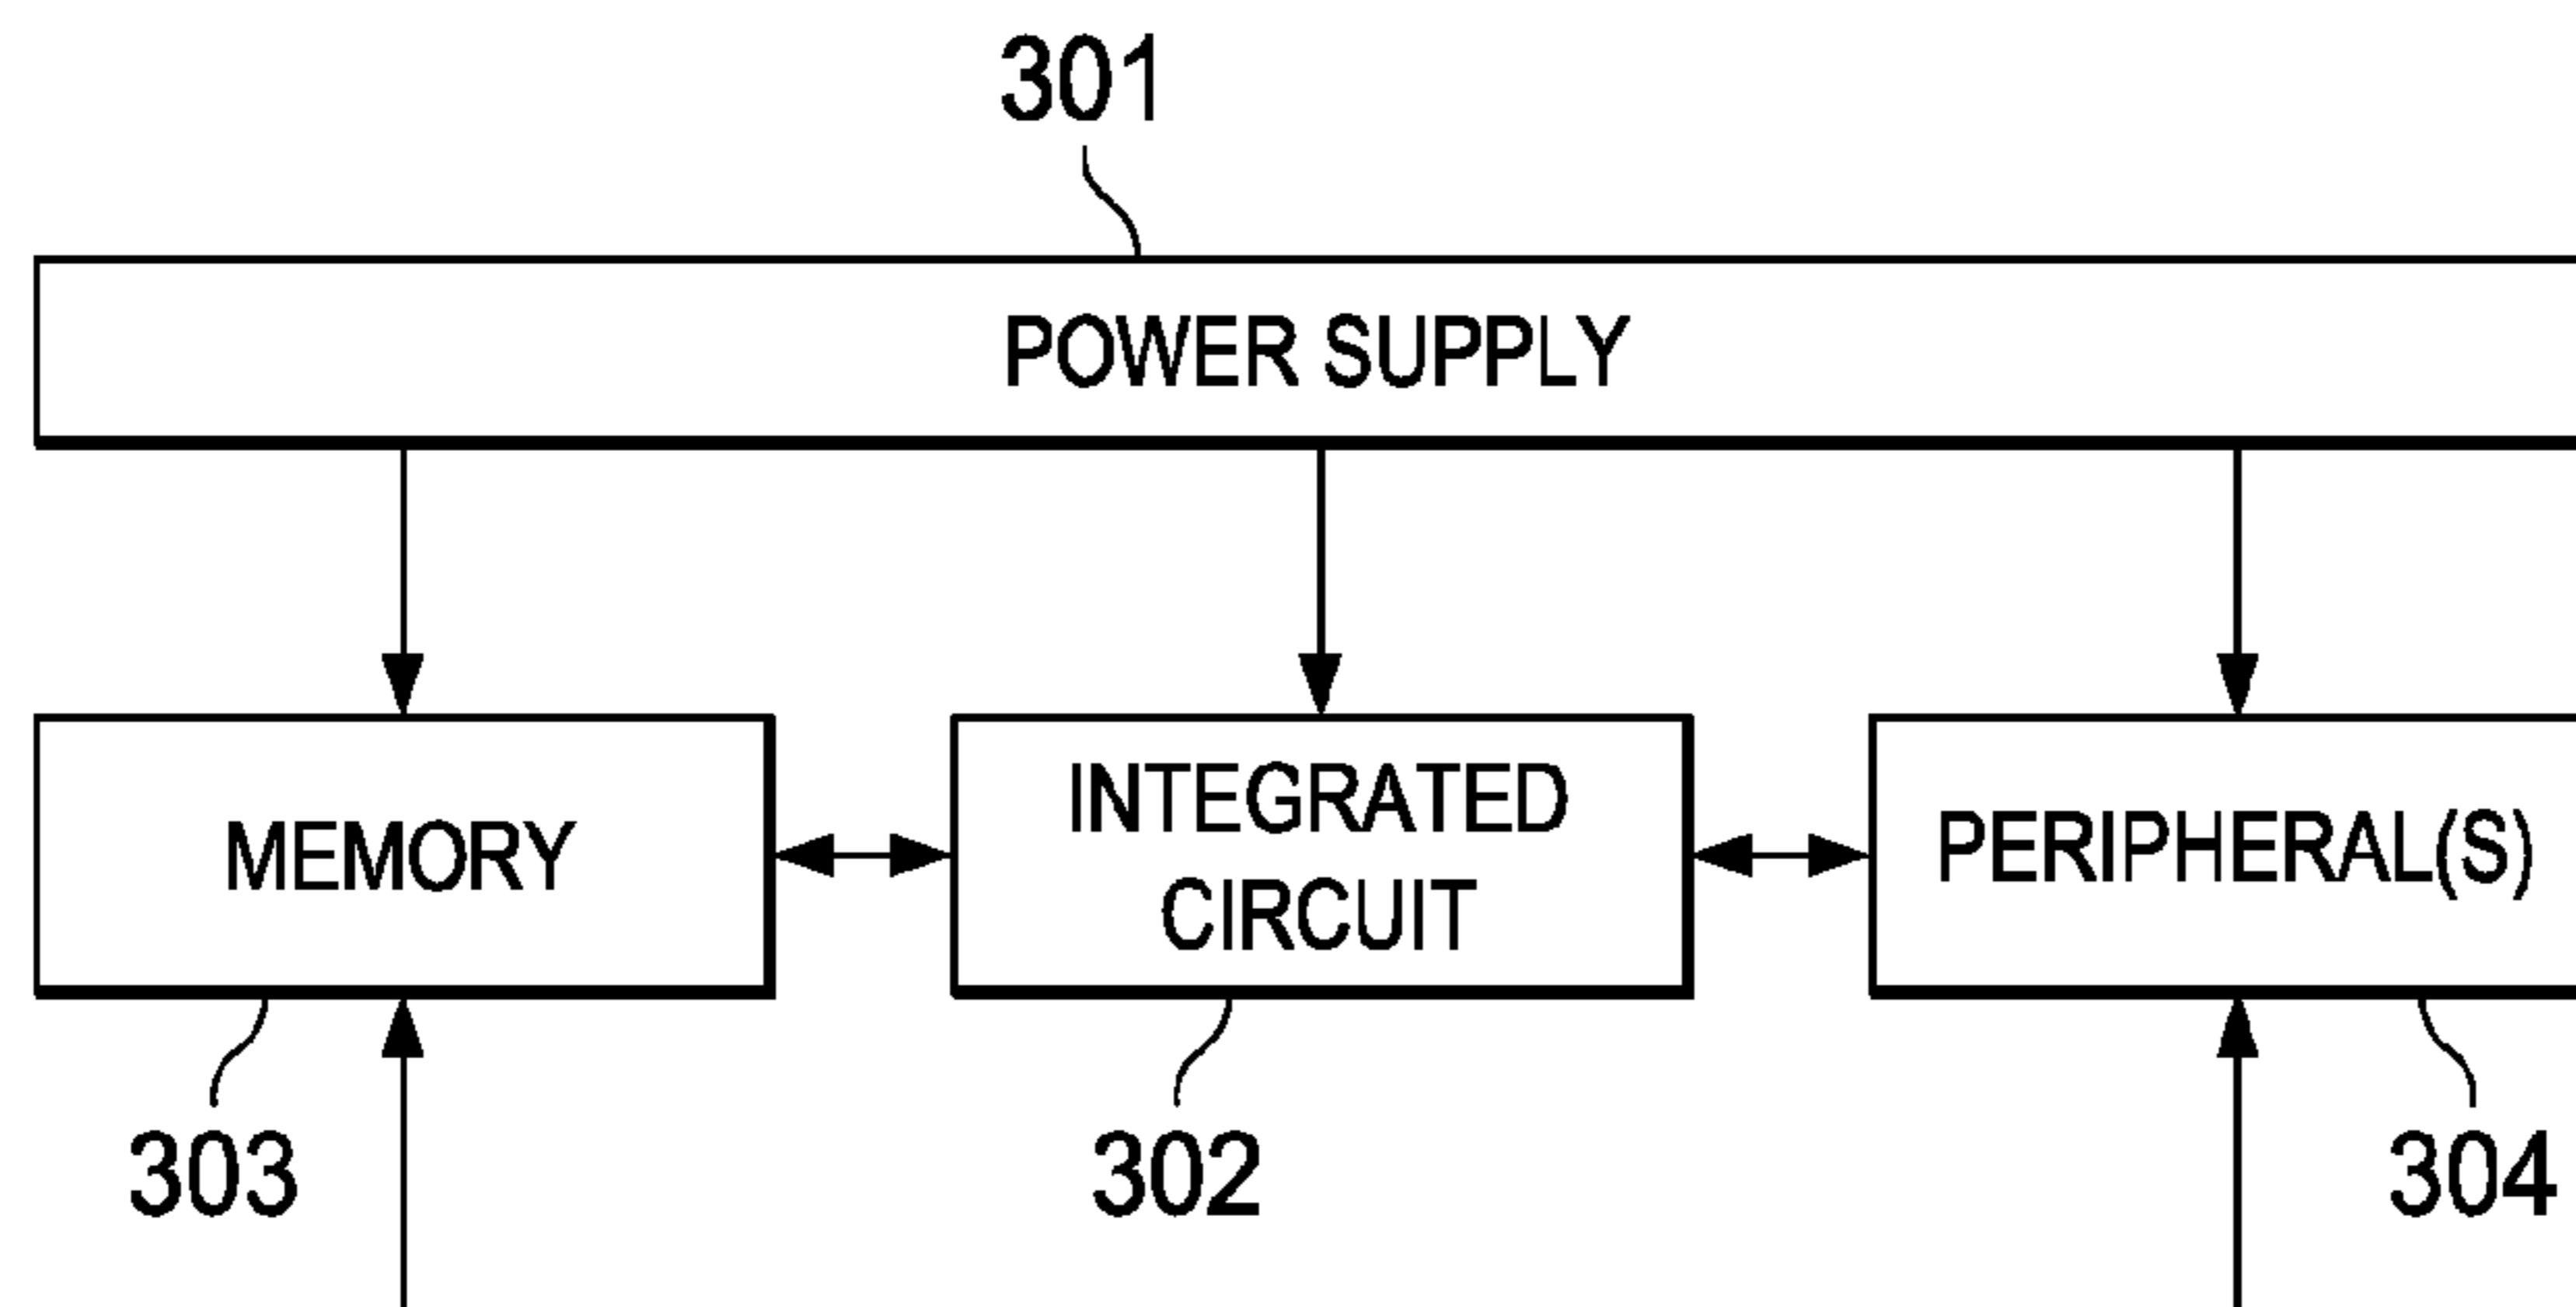 301
POWER SUPPLY
MEMORY
INTEGRATED
CIRCUIT
PERIPHERAL(S)
303
302
304